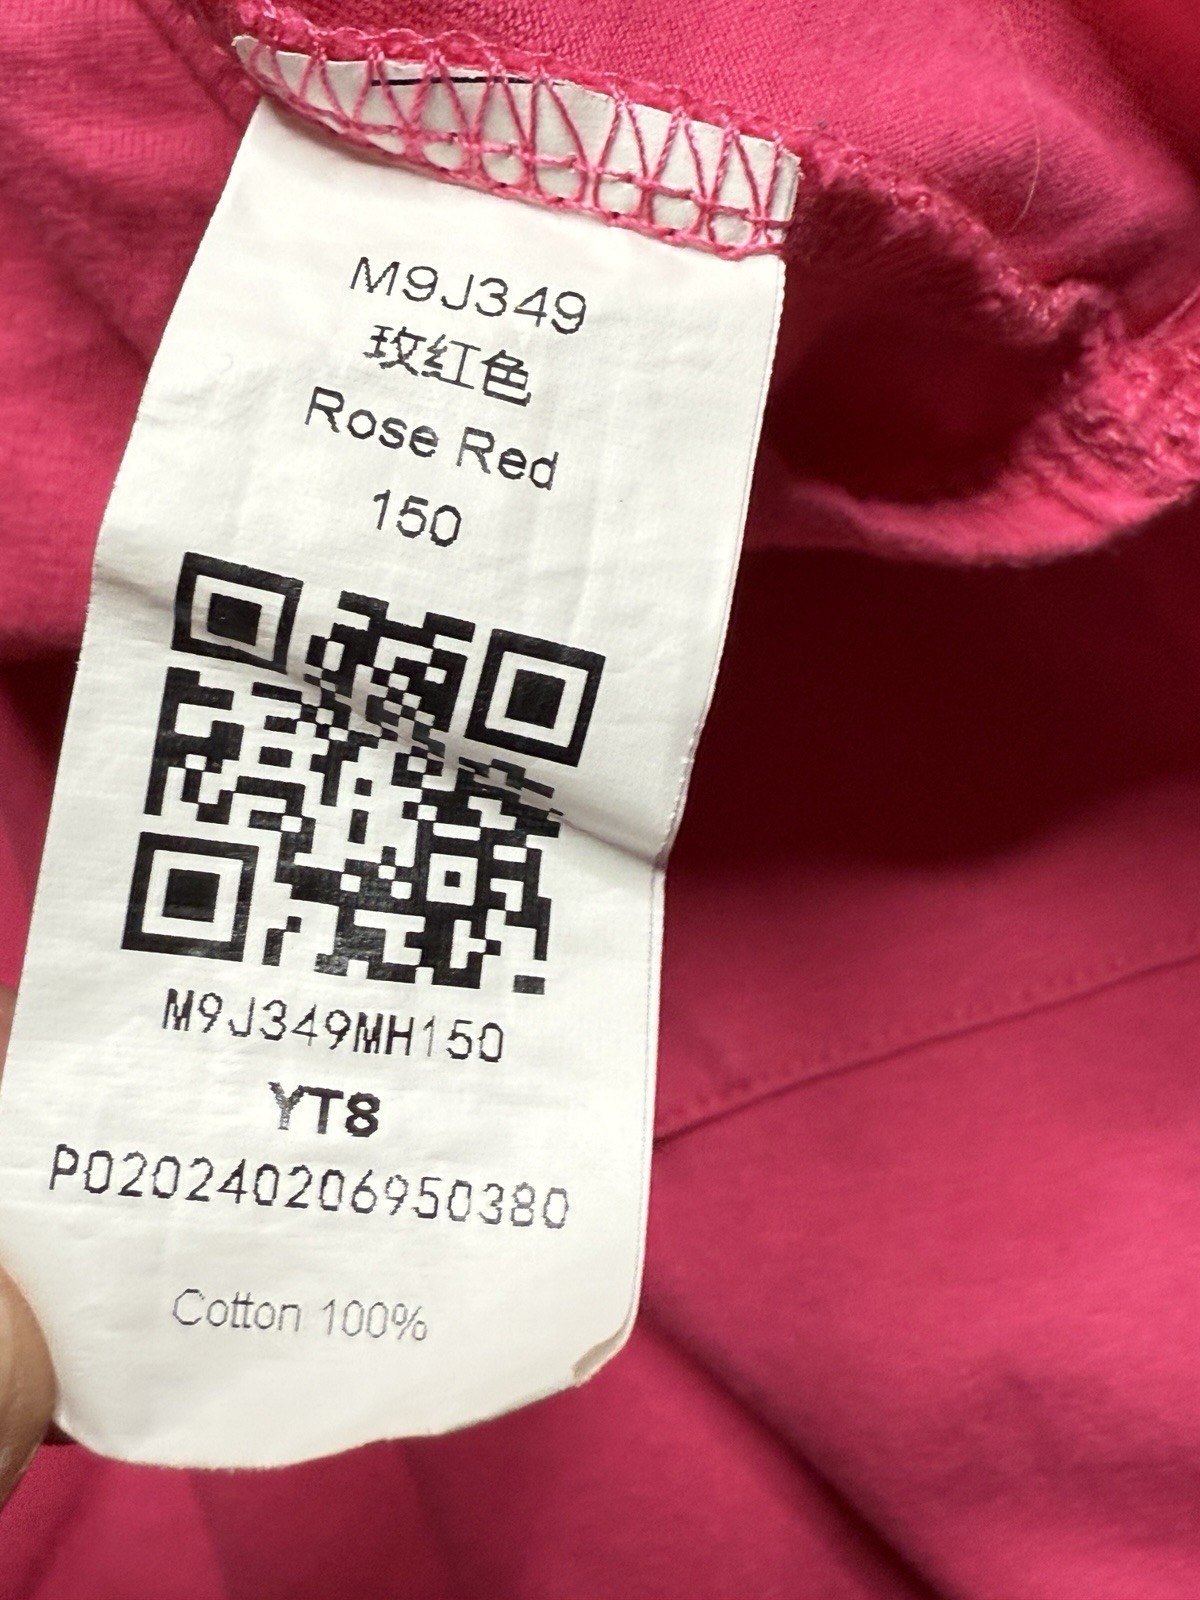 M9J349
玫红色
Rose Red
150
M9J349MH150
YT8
P020240206950380
Cotton 100%